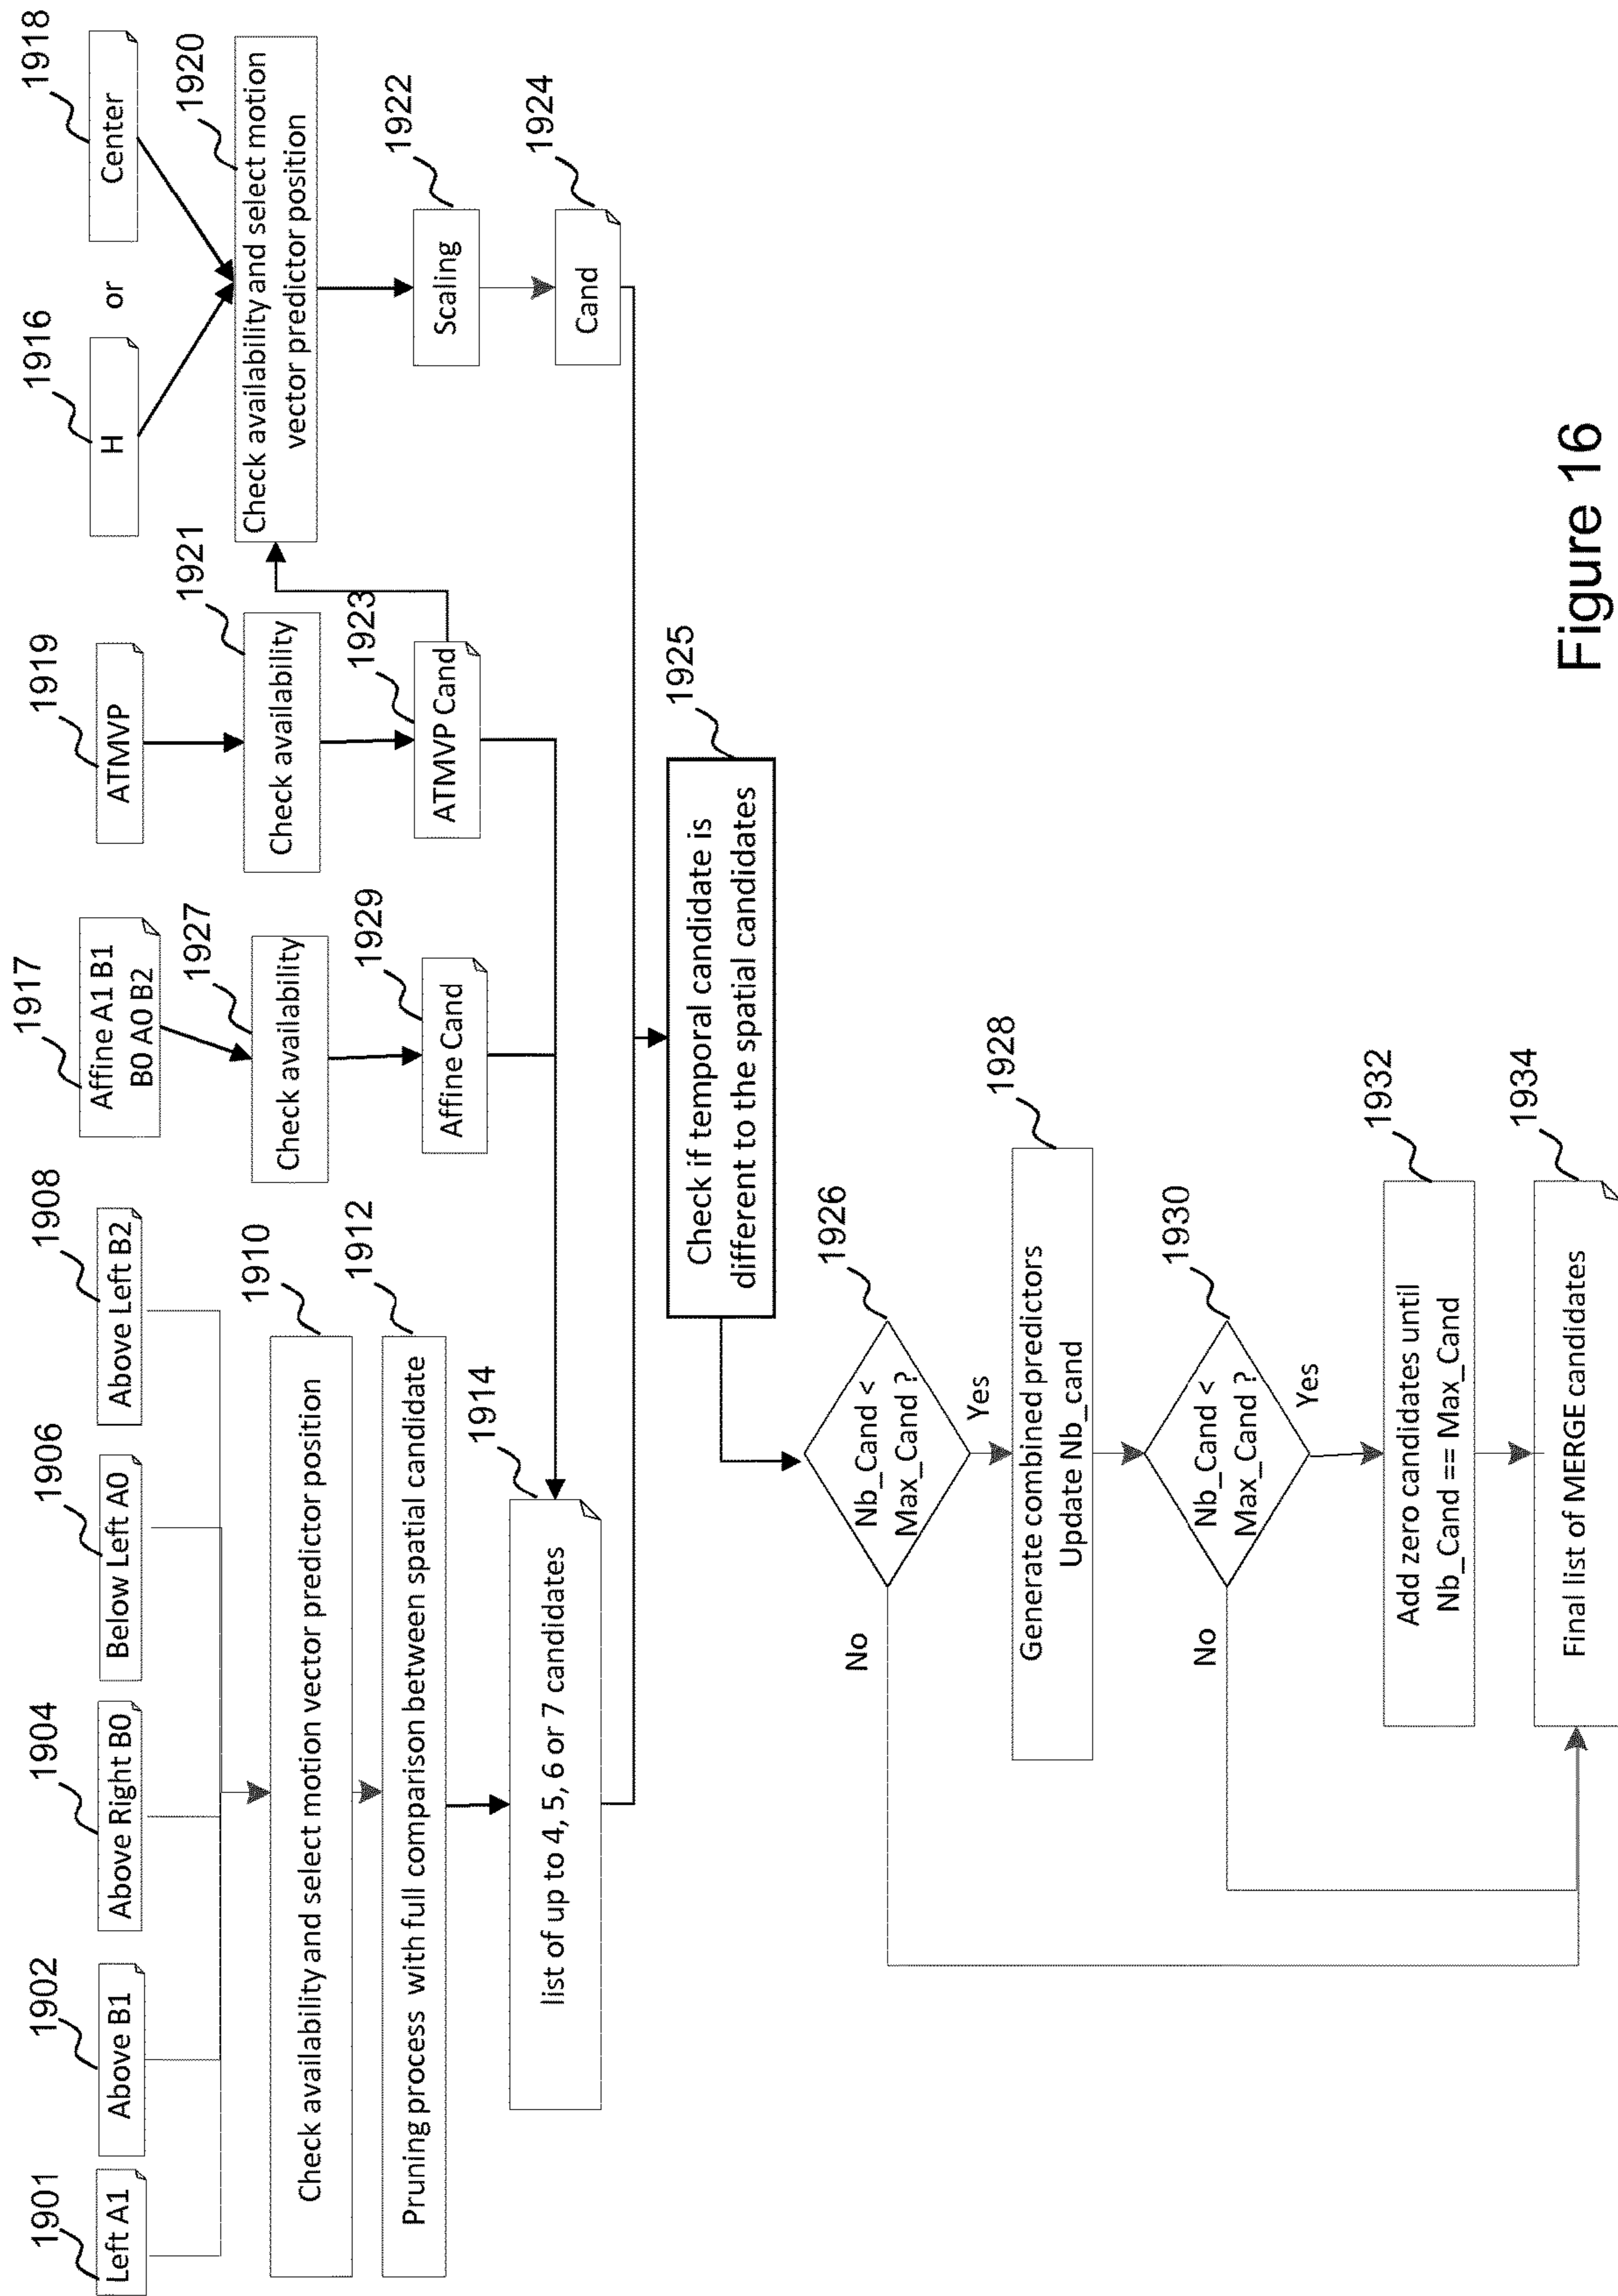 1901
1902
1904
1906
1908
1917
1919
1916
1918
Left A1
Above B1
Above Right B0
Below Left A0
Above Left B2
Affine A1 B1
B0 A0 B2
ATMVP
H
or
Center
1910
1927
1921
1920
Check availability and select motion vector predictor position
Check availability
Check availability
Check availability and select motion
vector predictor position
1912
1929
1923
1922
Pruning process with full comparison between spatial candidate
Affine Cand
ATMVP Cand
Scaling
1914
1924
list of up to 4, 5, 6 or 7 candidates
Cand
1925
Check if temporal candidate is
different to the spatial candidates
1926
Nb_Cand <
Max_Cand ?
No
Yes
1928
Generate combined predictors
Update Nb_cand
1930
Nb_Cand <
Max_Cand ?
No
Yes
1932
Add zero candidates until
Nb_Cand == Max_Cand
1934
Final list of MERGE candidates
Figure 16